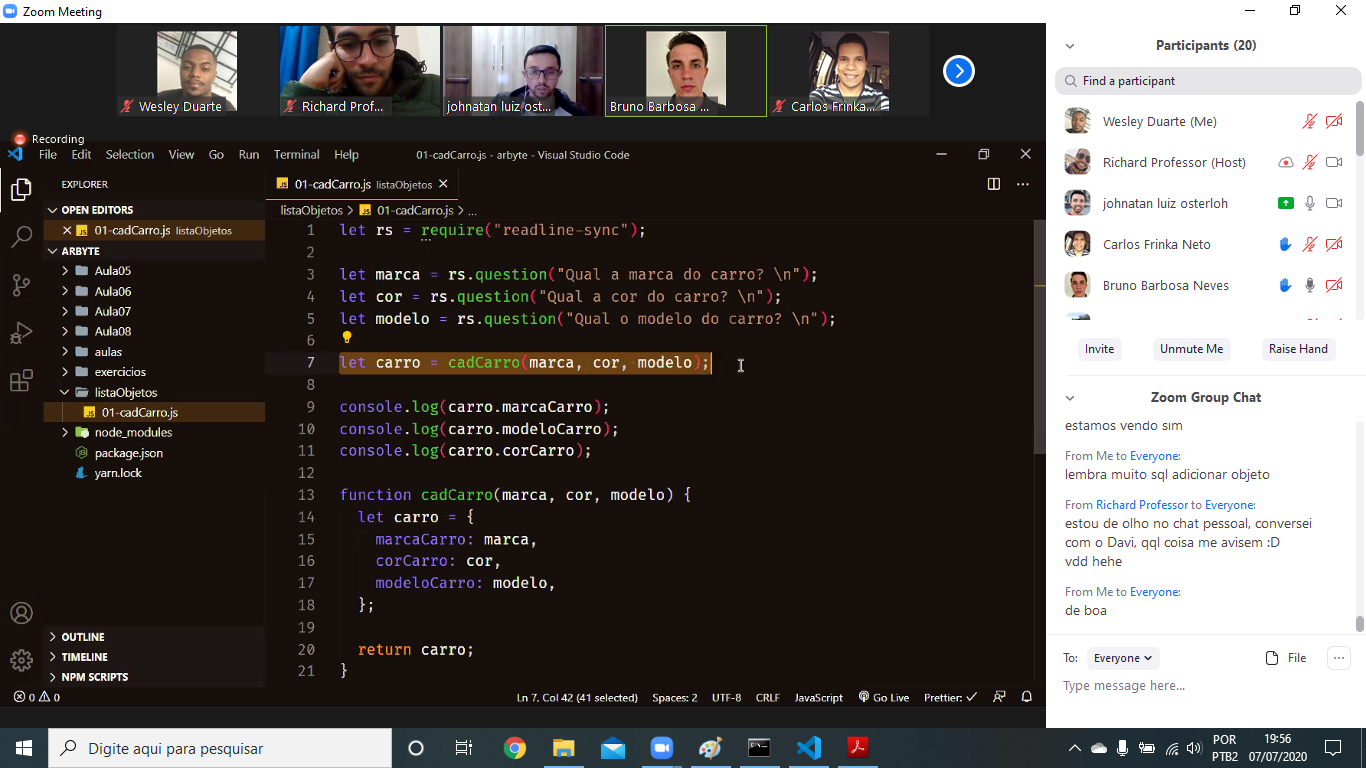 Zoom Meeting
Wesley Duarte
Richard Prof...
johnatan luiz ost...
Bruno Barbosa ...
Carlos Frinka...
Recording
File Edit Selection View Go Run Terminal Help
01-cadCarro.js - arbyte - Visual Studio Code
EXPLORER
OPEN EDITORS
01-cadCarro.js listaObjetos
ARBYTE
Aula05
Aula06
Aula07
Aula08
aulas
exercicios
listaObjetos
01-cadCarro.js
node_modules
package.json
yarn.lock
OUTLINE
TIMELINE
NPM SCRIPTS
JS 01-cadCarro.js listaObjetos
listaObjetos > JS 01-cadCarro.js > ...
1 let rs = require("readline-sync");
2
3 let marca = rs.question("Qual a marca do carro? \n");
4 let cor = rs.question("Qual a cor do carro? \n");
5 let modelo = rs.question("Qual o modelo do carro? \n");
6
7 let carro = cadCarro(marca, cor, modelo);
8
9 console.log(carro.marcaCarro);
10 console.log(carro.modeloCarro);
11 console.log(carro.corCarro);
12
13 function cadCarro(marca, cor, modelo) {
14 let carro = {
15 marcaCarro: marca,
16 corCarro: cor,
17 modeloCarro: modelo,
18 };
19
20 return carro;
21 }
0 0
Ln 7, Col 42 (41 selected) Spaces: 2 UTF-8 CRLF JavaScript Go Live Prettier: ✓
Participants (20)
Find a participant
Wesley Duarte (Me)
Richard Professor (Host)
johnatan luiz osterloh
Carlos Frinka Neto
Bruno Barbosa Neves
Invite Unmute Me Raise Hand
Zoom Group Chat
estamos vendo sim
From Me to Everyone:
lembra muito sql adicionar objeto
From Richard Professor to Everyone:
estou de olho no chat pessoal, conversei
com o Davi, qql coisa me avisem :D
vdd hehe
From Me to Everyone:
de boa
To: Everyone File ...
Type message here...
Digite aqui para pesquisar
POR
PTB2
19:56
07/07/2020